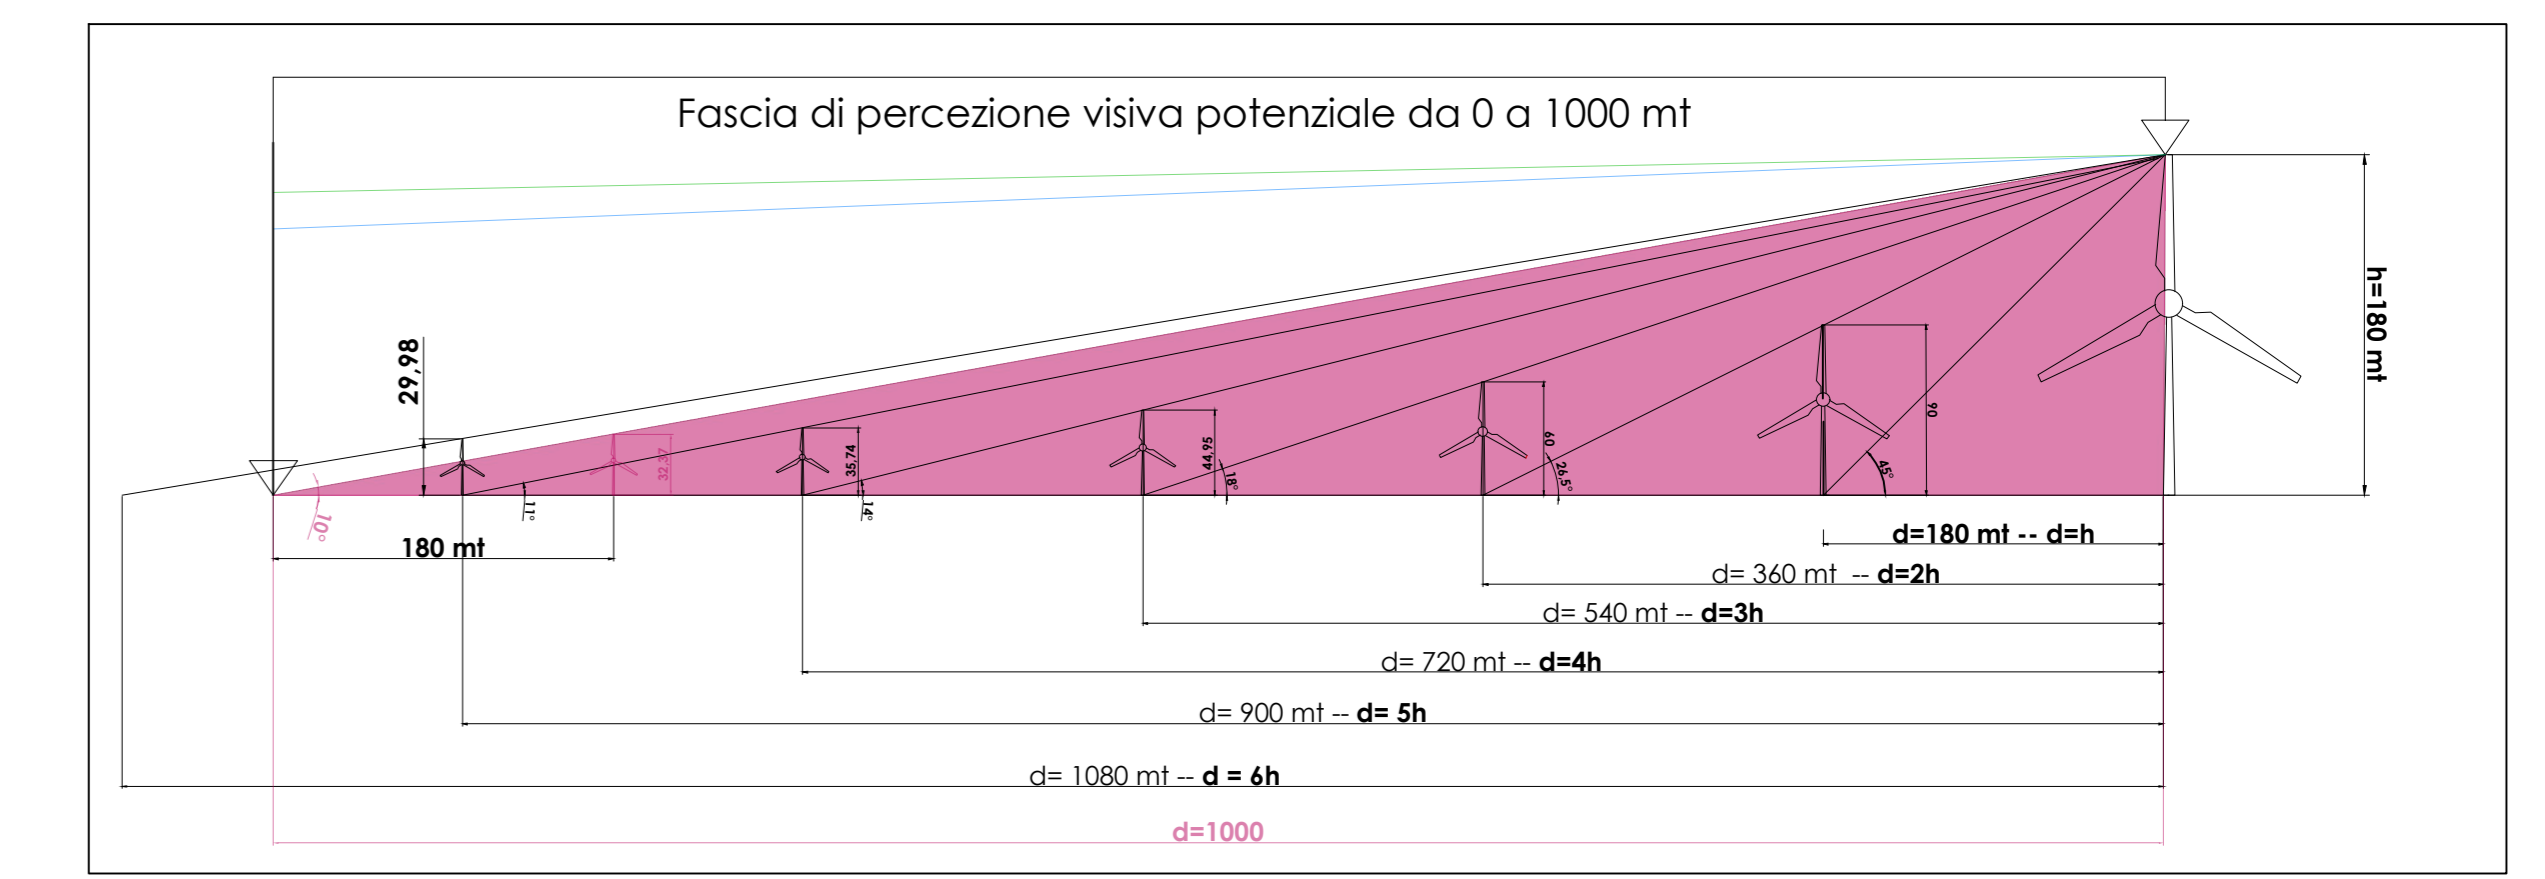 Fascia di percezione visiva potenziale da 0 a 1000 mt
h=180 mt
29,98
32,37
35,74
44,95
60
90
10°
11°
14°
18°
26,5°
45°
180 mt
d=180 mt -- d=h
d= 360 mt -- d=2h
d= 540 mt -- d=3h
d= 720 mt -- d=4h
d= 900 mt -- d= 5h
d= 1080 mt -- d = 6h
d=1000